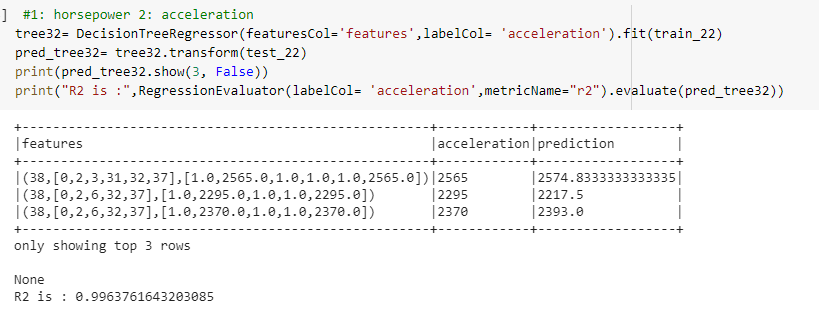 ] #1: horsepower 2: acceleration
tree32= DecisionTreeRegressor(featuresCol='features',labelCol= 'acceleration').fit(train_22)
pred_tree32= tree32.transform(test_22)
print(pred_tree32.show(3, False))
print("R2 is :",RegressionEvaluator(labelCol= 'acceleration',metricName="r2").evaluate(pred_tree32))
+---------------------------------------------------+------------+------------------+
|features |acceleration|prediction |
+---------------------------------------------------+------------+------------------+
|(38,[0,2,3,31,32,37],[1.0,2565.0,1.0,1.0,1.0,2565.0])|2565 |2574.8333333333335|
|(38,[0,2,6,32,37],[1.0,2295.0,1.0,1.0,2295.0]) |2295 |2217.5 |
|(38,[0,2,6,32,37],[1.0,2370.0,1.0,1.0,2370.0]) |2370 |2393.0 |
+---------------------------------------------------+------------+------------------+
only showing top 3 rows
None
R2 is : 0.9963761643203085